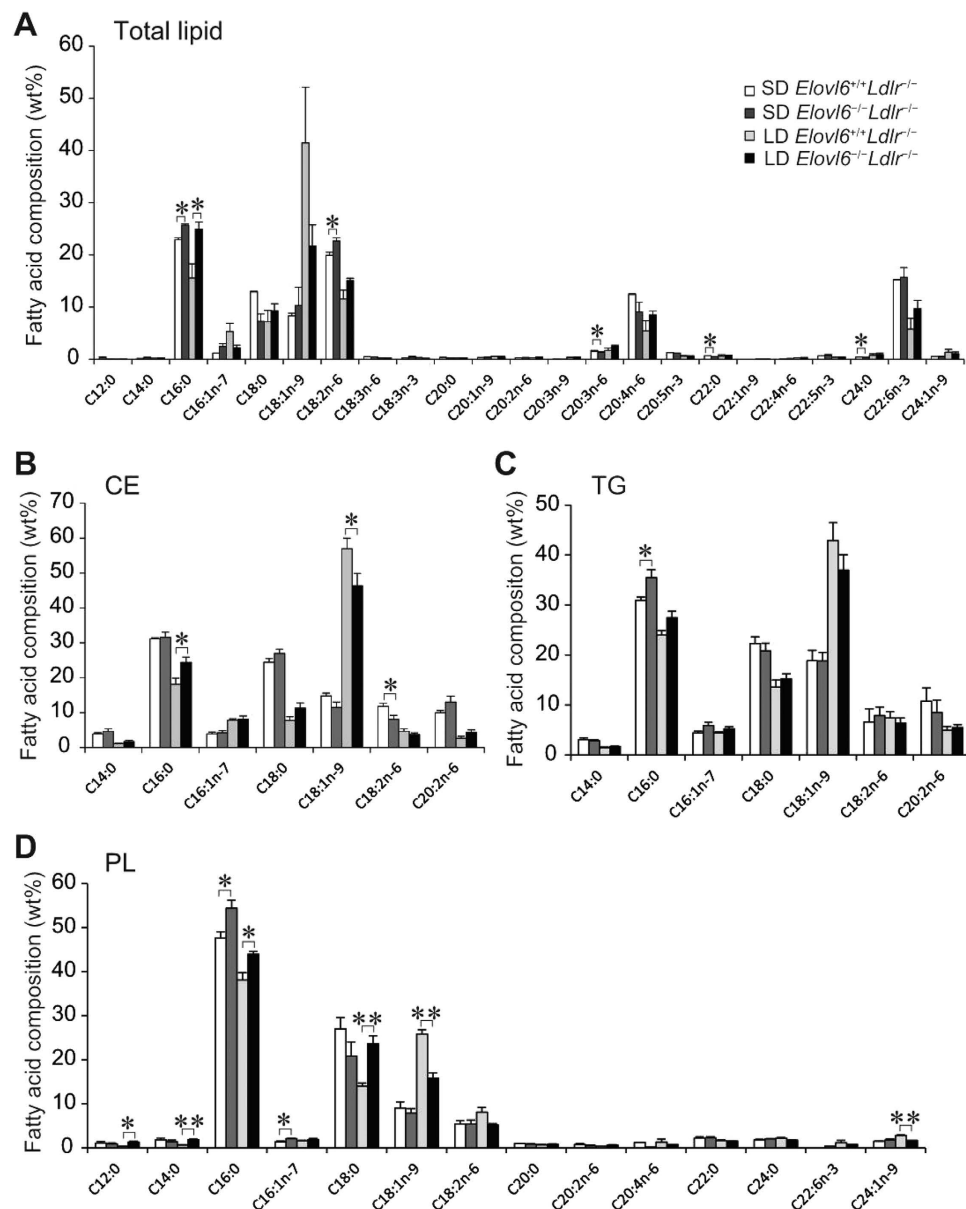 A Total lipid
Fatty acid composition (wt%)
60
50
40
30
20
10
0
SD Elovl6+/+Ldlr−/−
SD Elovl6−/−Ldlr−/−
LD Elovl6+/+Ldlr−/−
LD Elovl6−/−Ldlr−/−
* * * * * *
C12:0 C14:0 C16:0 C16:1n-7 C18:0 C18:1n-9 C18:2n-6 C18:3n-6 C18:3n-3 C20:0 C20:1n-9 C20:2n-6 C20:3n-9 C20:3n-6 C20:4n-6 C20:5n-3 C22:0 C22:1n-9 C22:4n-6 C22:5n-3 C24:0 C22:6n-3 C24:1n-9
B CE
Fatty acid compsition (wt%)
70
60
50
40
30
20
10
0
* * *
C14:0 C16:0 C16:1n-7 C18:0 C18:1n-9 C18:2n-6 C20:2n-6
C TG
Fatty acid compositon (wt%)
50
40
30
20
10
0
*
C14:0 C16:0 C16:1n-7 C18:0 C18:1n-9 C18:2n-6 C20:2n-6
D PL
Fatty acid composition (wt%)
60
50
40
30
20
10
0
* ** * * * ** ** **
C12:0 C14:0 C16:0 C16:1n-7 C18:0 C18:1n-9 C18:2n-6 C20:0 C20:2n-6 C20:4n-6 C22:0 C24:0 C22:6n-3 C24:1n-9